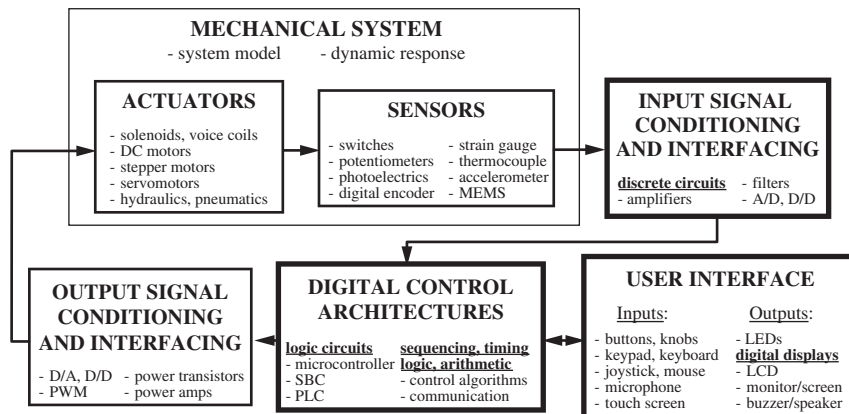 MECHANICAL SYSTEM
- system model - dynamic response
ACTUATORS
- solenoids, voice coils
- DC motors
- stepper motors
- servomotors
- hydraulics, pneumatics
SENSORS
- switches - strain gauge
- potentiometers - thermocouple
- photoelectrics - accelerometer
- digital encoder - MEMS
INPUT SIGNAL
CONDITIONING
AND INTERFACING
discrete circuits - filters
- amplifiers - A/D, D/D
OUTPUT SIGNAL
CONDITIONING
AND INTERFACING
- D/A, D/D - power transistors
- PWM - power amps
DIGITAL CONTROL
ARCHITECTURES
logic circuits sequencing, timing
- microcontroller logic, arithmetic
- SBC - control algorithms
- PLC - communication
USER INTERFACE
Inputs: Outputs:
- buttons, knobs - LEDs
- keypad, keyboard digital displays
- joystick, mouse - LCD
- microphone - monitor/screen
- touch screen - buzzer/speaker